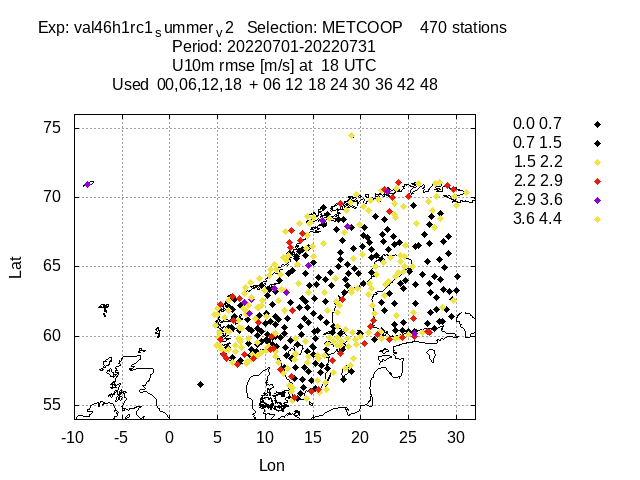 Exp: val46h1rc1summerv2 Selection: METCOOP 470 stations
Period: 20220701-20220731
U10m rmse [m/s] at 18 UTC
Used 00,06,12,18 + 06 12 18 24 30 36 42 48
75
70
65
60
55
Lat
-10 -5 0 5 10 15 20 25 30
Lon
0.0 0.7
0.7 1.5
1.5 2.2
2.2 2.9
2.9 3.6
3.6 4.4